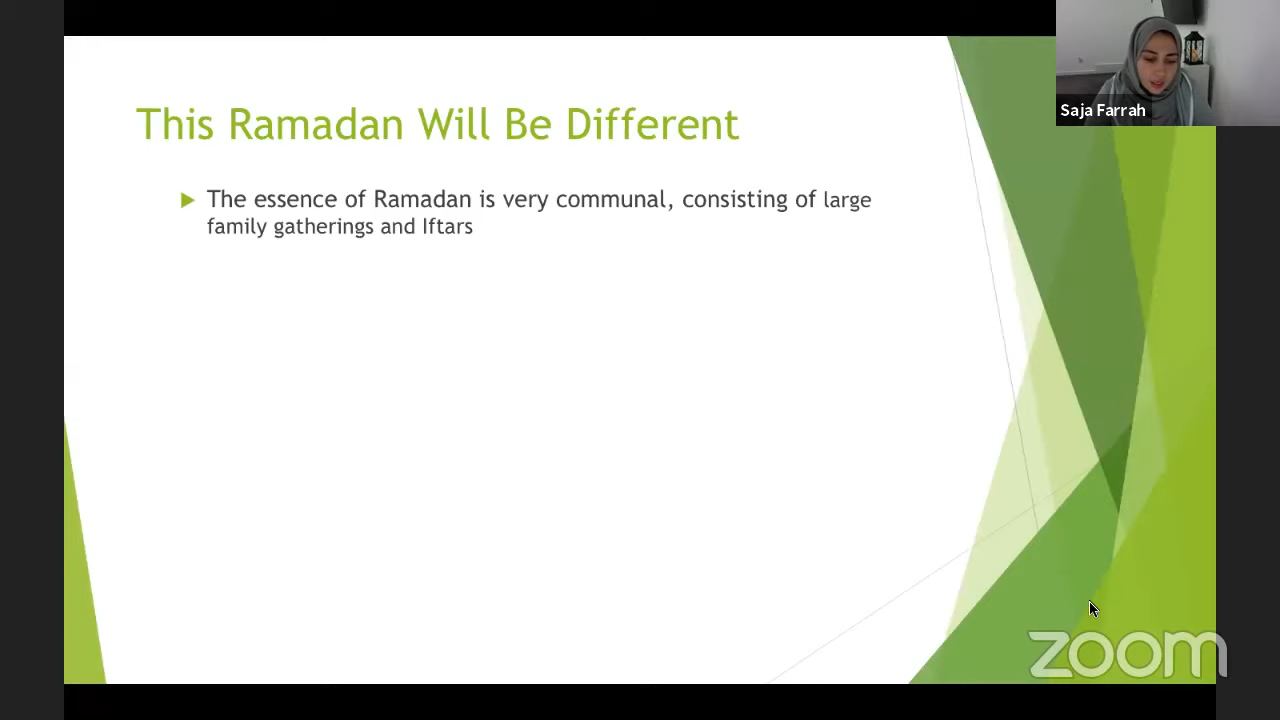 This Ramadan Will Be Different
The essence of Ramadan is very communal, consisting of large
family gatherings and Iftars
Saja Farrah
zoom